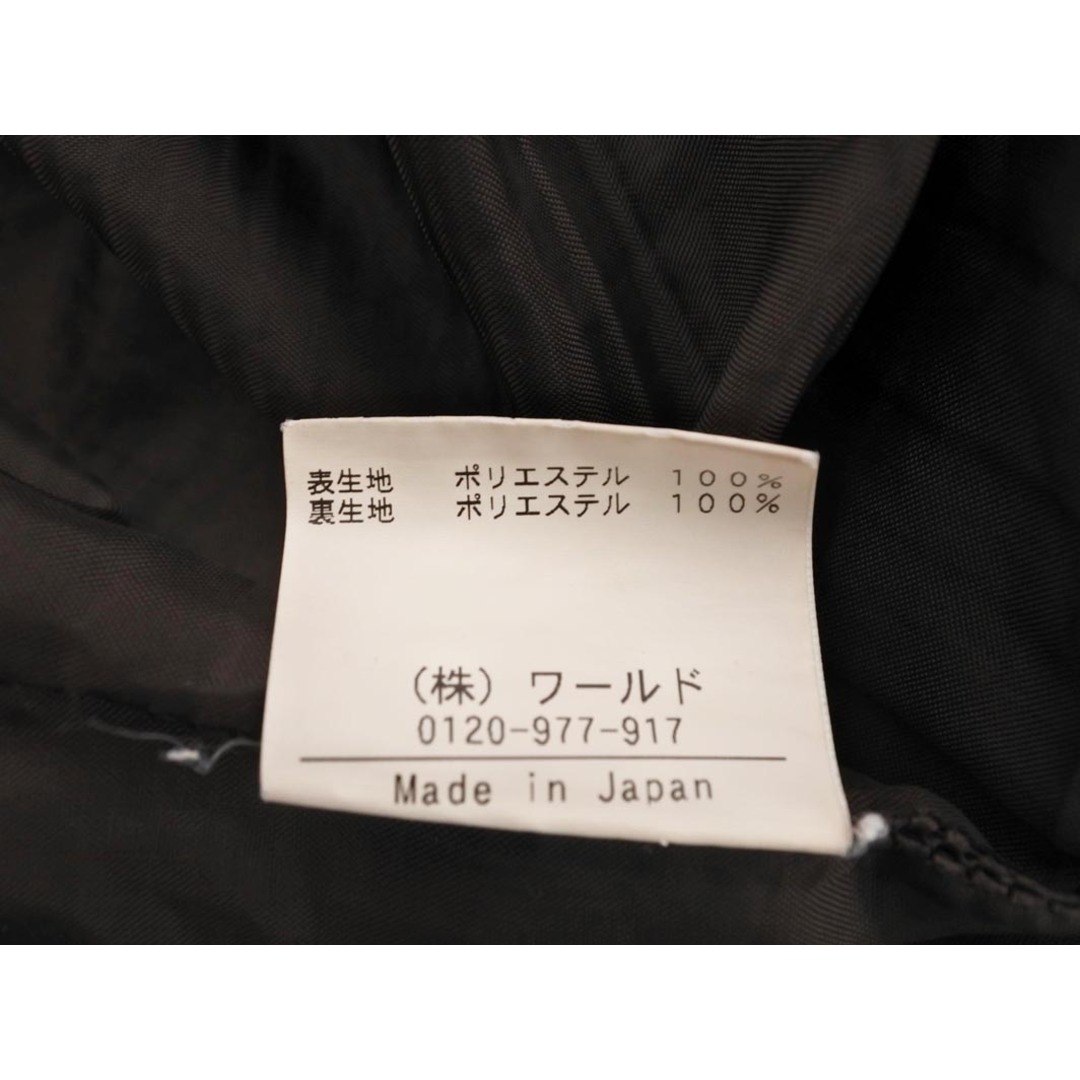 表生地 ポリエステル 100%
裏生地 ポリエステル 100%
(株) ワールド
0120-977-917
Made in Japan